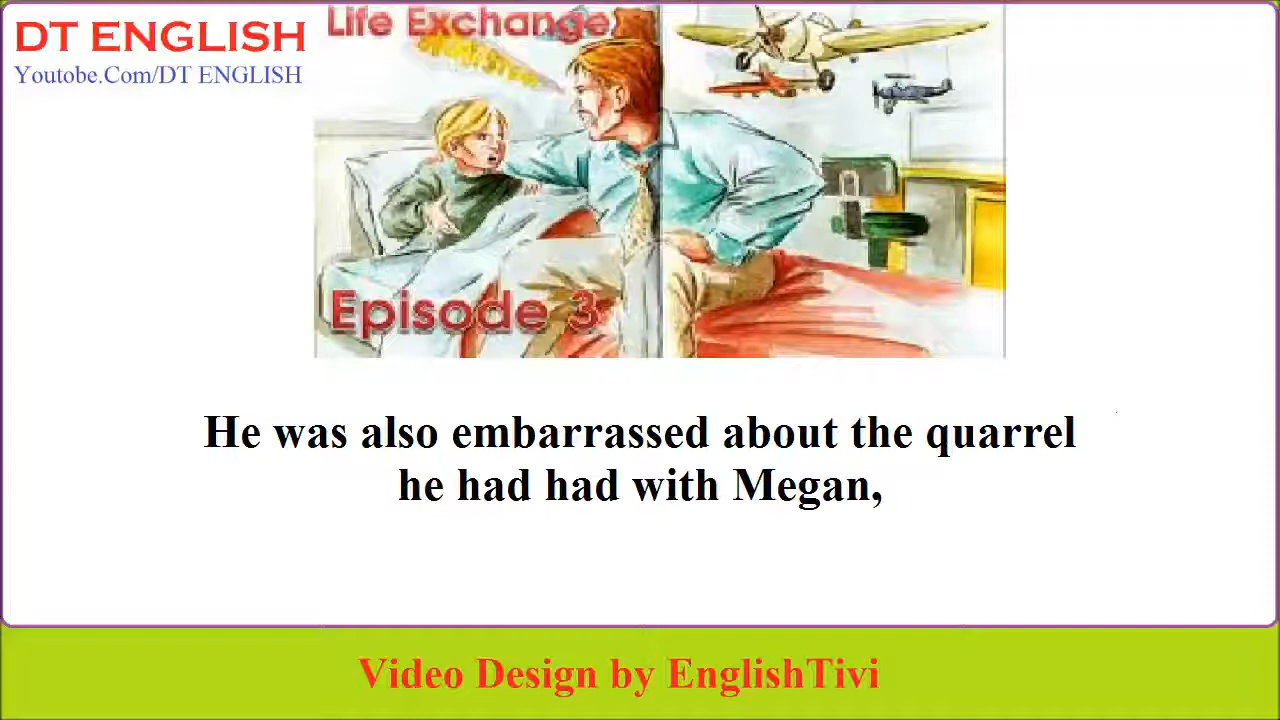 DT ENGLISH
Youtobe.Com/DT ENGLISH
Life Exchange
Episode 3
He was also embarrassed about the quarrel
he had had with Megan,
Video Design by EnglishTivi